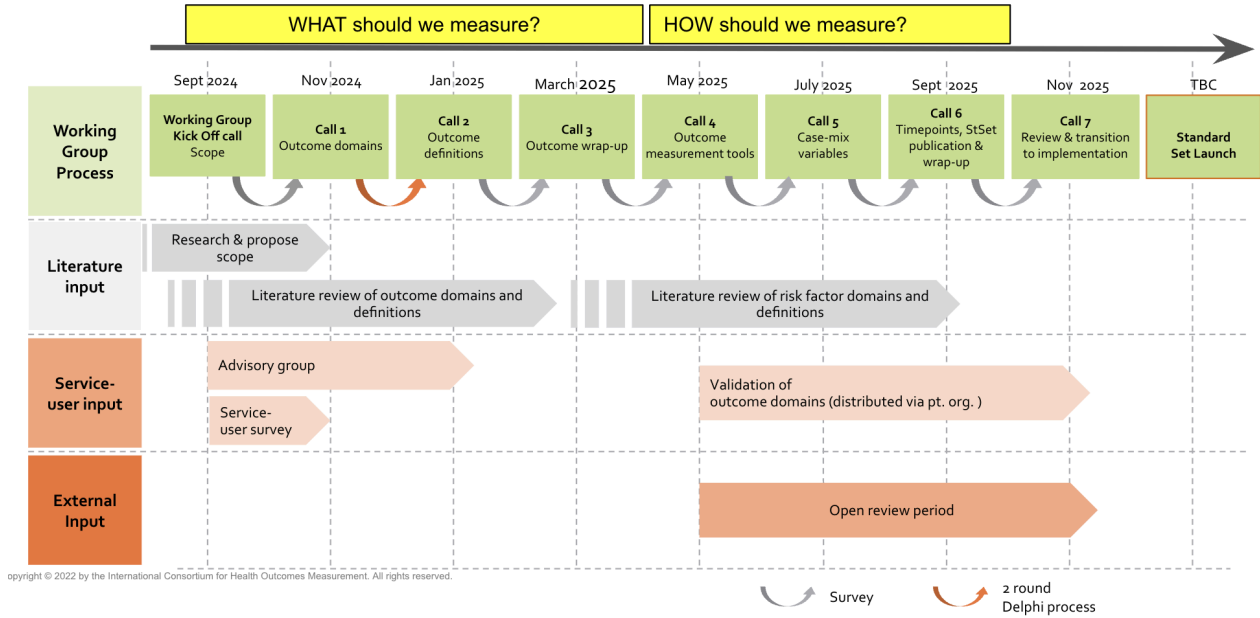 WHAT should we measure?
HOW should we measure?
Sept 2024
Nov 2024
Jan 2025
March 2025
May 2025
July 2025
Sept 2025
Nov 2025
TBC
Working
Group
Process
Working Group
Kick Off call
Scope
Call 1
Outcome domains
Call 2
Outcome
definitions
Call 3
Outcome wrap-up
Call 4
Outcome
measurement tools
Call 5
Case-mix
variables
Call 6
Timepoints, StSet
publication &
wrap-up
Call 7
Review & transition
to implementation
Standard
Set Launch
Literature
input
Research & propose
scope
Literature review of outcome domains and
definitions
Literature review of risk factor domains and
definitions
Service-
user input
Advisory group
Service-
user survey
Validation of
outcome domains (distributed via pt. org. )
External
Input
Open review period
opyright © 2022 by the International Consortium for Health Outcomes Measurement. All rights reserved.
Survey
2 round
Delphi process